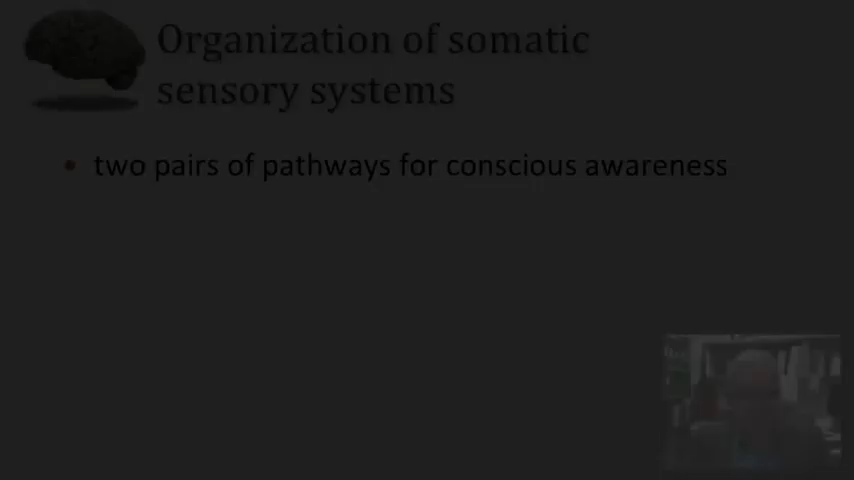 Organization of somatic
sensory systems
• two pairs of pathways for conscious awareness